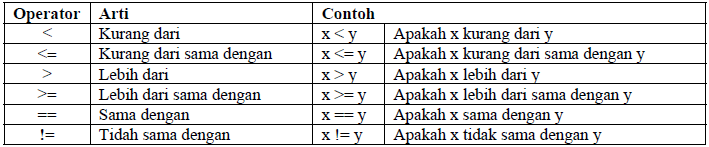 Operator Arti Contoh
< Kurang dari x < y Apakah x kurang dari y
<= Kurang dari sama dengan x <= y Apakah x kurang dari sama dengan y
> Lebih dari x > y Apakah x lebih dari y
>= Lebih dari sama dengan x >= y Apakah x lebih dari sama dengan y
== Sama dengan x == y Apakah x sama dengan y
!= Tidah sama dengan x != y Apakah x tidak sama dengan y